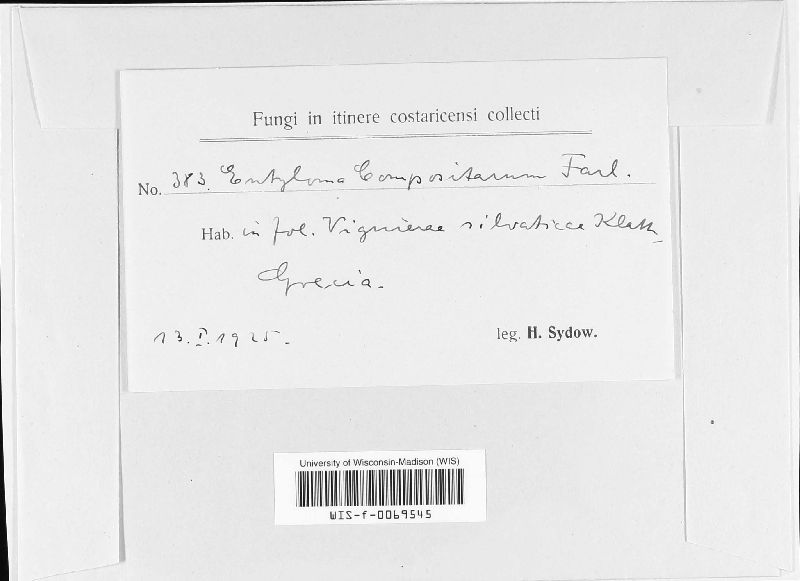 Fungi in itinere costaricensi collecti
No. 383. Entyloma Compositarum Farl.
Hab. in fol. Viguierae silvaticae Klatt
Grecia.
13. I. 1925.
leg. H. Sydow.
University of Wisconsin-Madison (WIS)
WIS-f-0069545